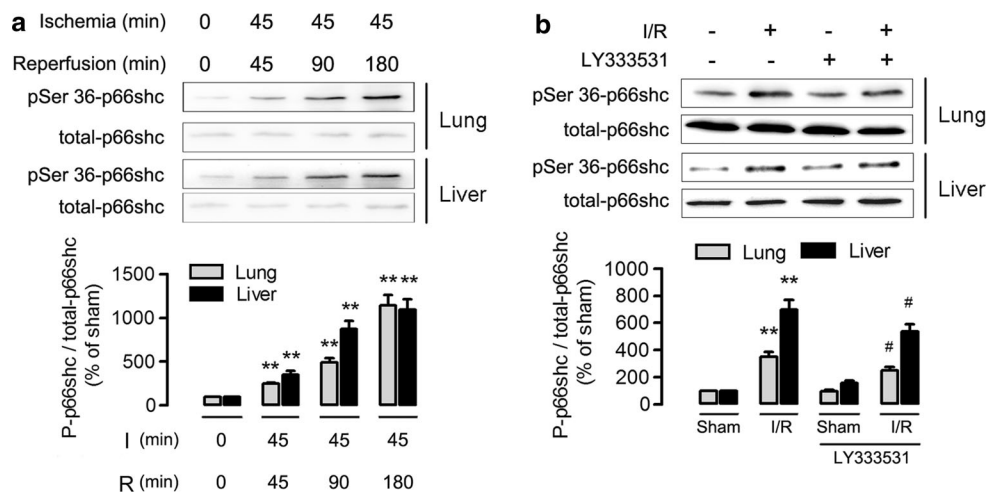 a
Ischemia (min) 0 45 45 45
Reperfusion (min) 0 45 90 180
pSer 36-p66shc
total-p66shc
Lung
pSer 36-p66shc
total-p66shc
Liver
P-p66shc / total-p66shc
(% of sham)
1500
1000
500
0
Lung
Liver
** ** ** ** ** **
I (min) 0 45 45 45
R (min) 0 45 90 180
b
I/R - + - +
LY333531 - - + +
pSer 36-p66shc
total-p66shc
Lung
pSer 36-p66shc
total-p66shc
Liver
P-p66shc / total-p66shc
(% of sham)
1000
800
600
400
200
0
Lung Liver
** ** # #
Sham I/R Sham I/R
LY333531